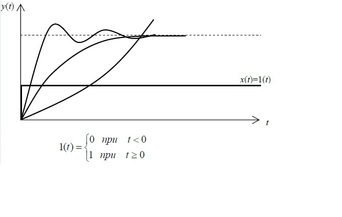 y(t)
x(t)=1(t)
t
1(t) = {0 при t < 0
1 при t ≥ 0